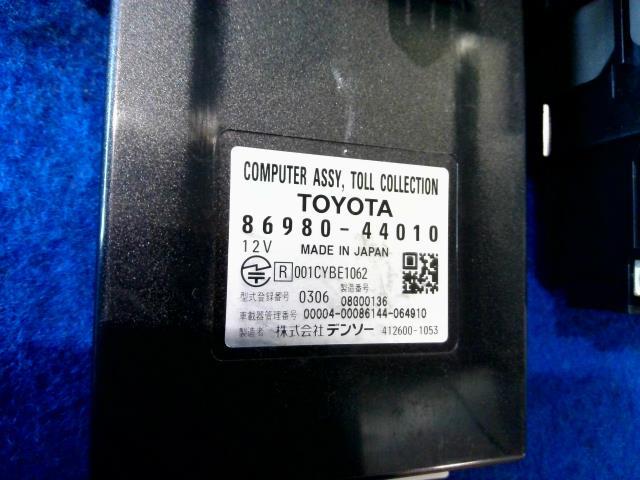 COMPUTER ASSY, TOLL COLLECTION
TOYOTA
86980-44010
12V MADE IN JAPAN
R 001CYBE1062
製造番号
型式登録番号 0306 08G00136
車載器管理番号 00004-00086144-064910
製造者 株式会社デンソー 412600-1053